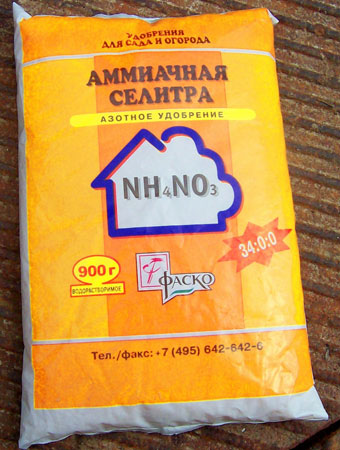 УДОБРЕНИЯ
ДЛЯ САДА И ОГОРОДА
АММИАЧНАЯ
СЕЛИТРА
АЗОТНОЕ УДОБРЕНИЕ
NH4NO3
34:0:0
900 г
ВОДОРАСТВОРИМОЕ
ФАСКО
Тел./факс: +7 (495) 642-642-6